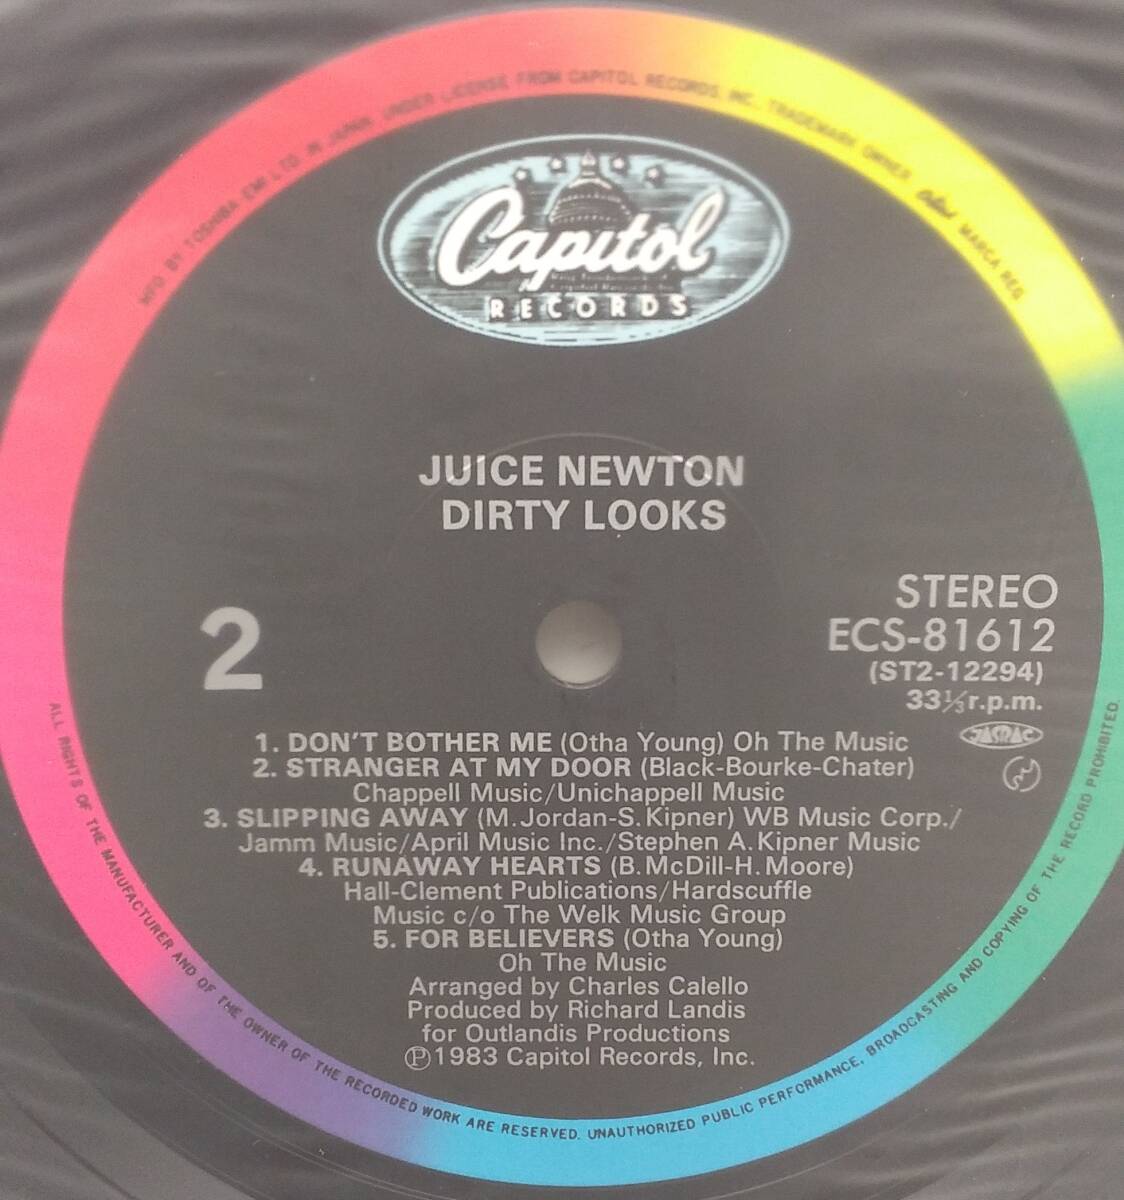 MFG BY TOSHIBA EMI LTD IN JAPAN UNDER LICENSE FROM CAPITOL RECORDS, INC. TRADEMARK OWNER MARCA REG.
Capitol
RECORDS
JUICE NEWTON
DIRTY LOOKS
2
STEREO
ECS-81612
(ST2-12294)
33⅓r.p.m.
JASRAC
1. DON'T BOTHER ME (Otha Young) Oh The Music
2. STRANGER AT MY DOOR (Black-Bourke-Chater)
Chappell Music/Unichappell Music
3. SLIPPING AWAY (M.Jordan-S.Kipner) WB Music Corp./
Jamm Music/April Music Inc./Stephen A.Kipner Music
4. RUNAWAY HEARTS (B.McDill-H.Moore)
Hall-Clement Publications/Hardscuffle
Music c/o The Welk Music Group
5. FOR BELIEVERS (Otha Young)
Oh The Music
Arranged by Charles Calello
Produced by Richard Landis
for Outlandis Productions
℗1983 Capitol Records, Inc.
ALL RIGHTS OF THE MANUFACTURER AND OF THE OWNER OF THE RECORDED WORK ARE RESERVED. UNAUTHORIZED PUBLIC PERFORMANCE, BROADCASTING AND COPYING OF THE RECORD PROHIBITED.